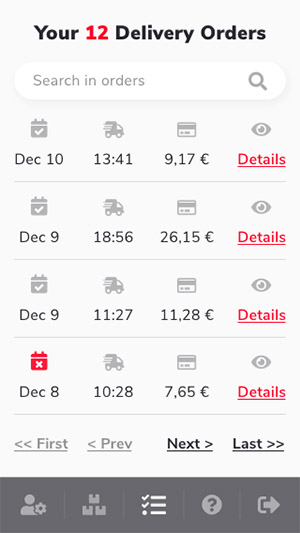 Your 12 Delivery Orders
Search in orders
Dec 10 13:41 9,17 € Details
Dec 9 18:56 26,15 € Details
Dec 9 11:27 11,28 € Details
Dec 8 10:28 7,65 € Details
<< First < Prev Next > Last >>